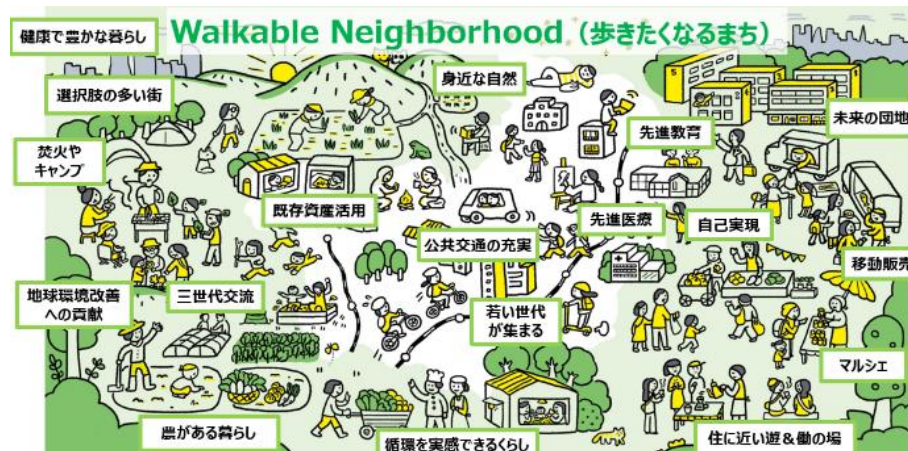 Walkable Neighborhood（歩きたくなるまち）
健康で豊かな暮らし
選択肢の多い街
身近な自然
焚火や
キャンプ
先進教育
未来の団地
既存資産活用
公共交通の充実
先進医療
自己実現
移動販売
地球環境改善
への貢献
三世代交流
若い世代
が集まる
マルシェ
農がある暮らし
循環を実感できるくらし
住に近い遊＆働の場